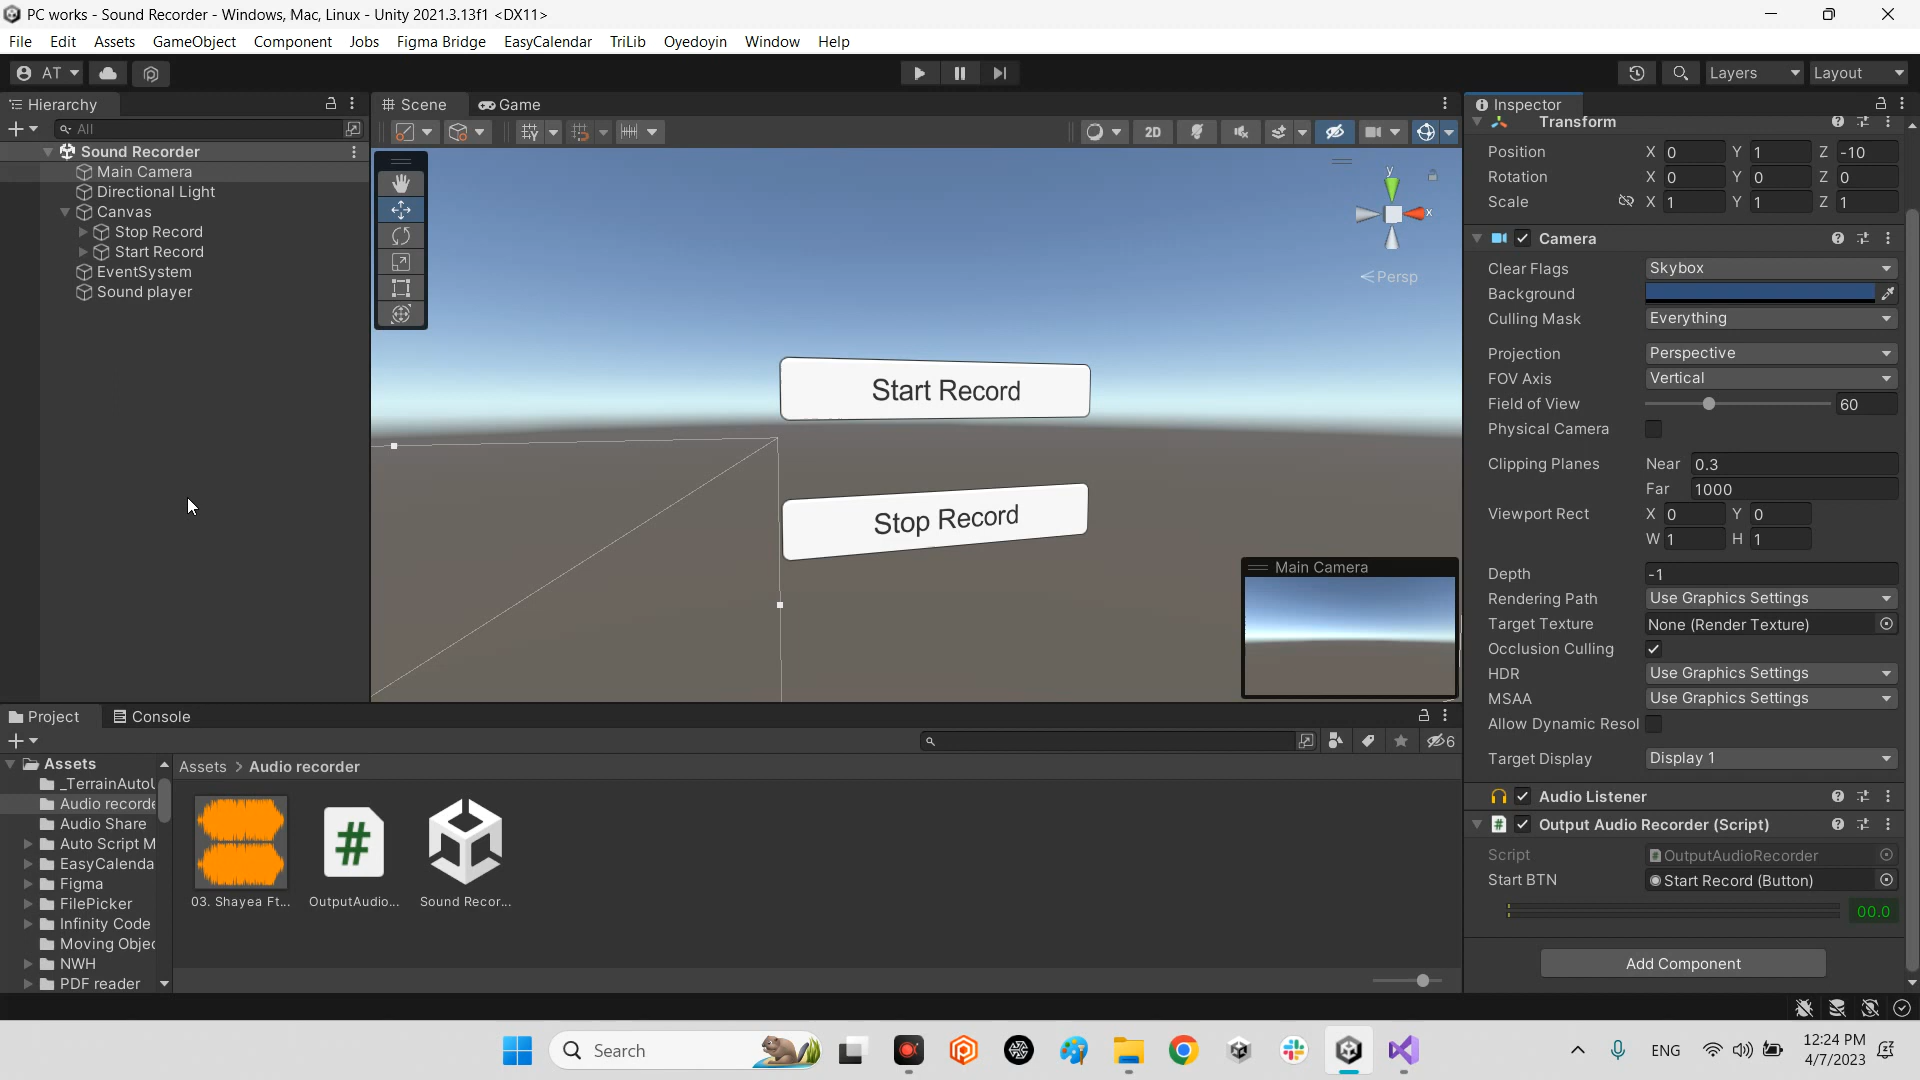 PC works - Sound Recorder - Windows, Mac, Linux - Unity 2021.3.13f1 <DX11>
File Edit Assets GameObject Component Jobs Figma Bridge EasyCalendar TriLib Oyedoyin Window Help
AT Layers Layout
Hierarchy
All
Sound Recorder
Main Camera
Directional Light
Canvas
Stop Record
Start Record
EventSystem
Sound player
Scene Game
2D
y
x
Persp
Start Record
Stop Record
Main Camera
Inspector
Transform
Position X 0 Y 1 Z -10
Rotation X 0 Y 0 Z 0
Scale X 1 Y 1 Z 1
Camera
Clear Flags Skybox
Background
Culling Mask Everything
Projection Perspective
FOV Axis Vertical
Field of View 60
Physical Camera
Clipping Planes Near 0.3
Far 1000
Viewport Rect X 0 Y 0
W 1 H 1
Depth -1
Rendering Path Use Graphics Settings
Target Texture None (Render Texture)
Occlusion Culling
HDR Use Graphics Settings
MSAA Use Graphics Settings
Allow Dynamic Resol
Target Display Display 1
Audio Listener
# Output Audio Recorder (Script)
Script # OutputAudioRecorder
Start BTN Start Record (Button)
00.0
Add Component
Project Console
6
Assets
_TerrainAutoU
Audio recorde
Audio Share
Auto Script M
EasyCalenda
Figma
FilePicker
Infinity Code
Moving Objec
NWH
PDF reader
Assets > Audio recorder
#
03. Shayea Ft... OutputAudio... Sound Recor...
Search
ENG
12:24 PM
4/7/2023